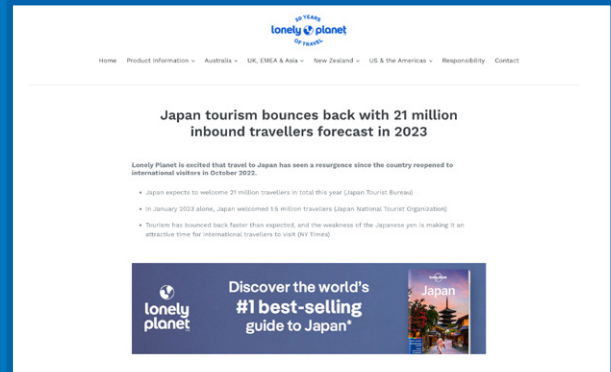 50 YEARS
lonely planet
OF TRAVEL
Home Product Information Australia UK, EMEA & Asia New Zealand US & the Americas Responsibility Contact
Japan tourism bounces back with 21 million
inbound travellers forecast in 2023
Lonely Planet is excited that travel to Japan has seen a resurgence since the country reopened to
international visitors in October 2022.
• Japan expects to welcome 21 million travellers in total this year (Japan Tourist Bureau)
• In January 2023 alone, Japan welcomed 1.5 million travellers (Japan National Tourist Organization)
• Tourism has bounced back faster than expected, and the weakness of the Japanese yen is making it an
attractive time for international travellers to visit (NY Times)
lonely
planet
Discover the world's
#1 best-selling
guide to Japan*
Japan